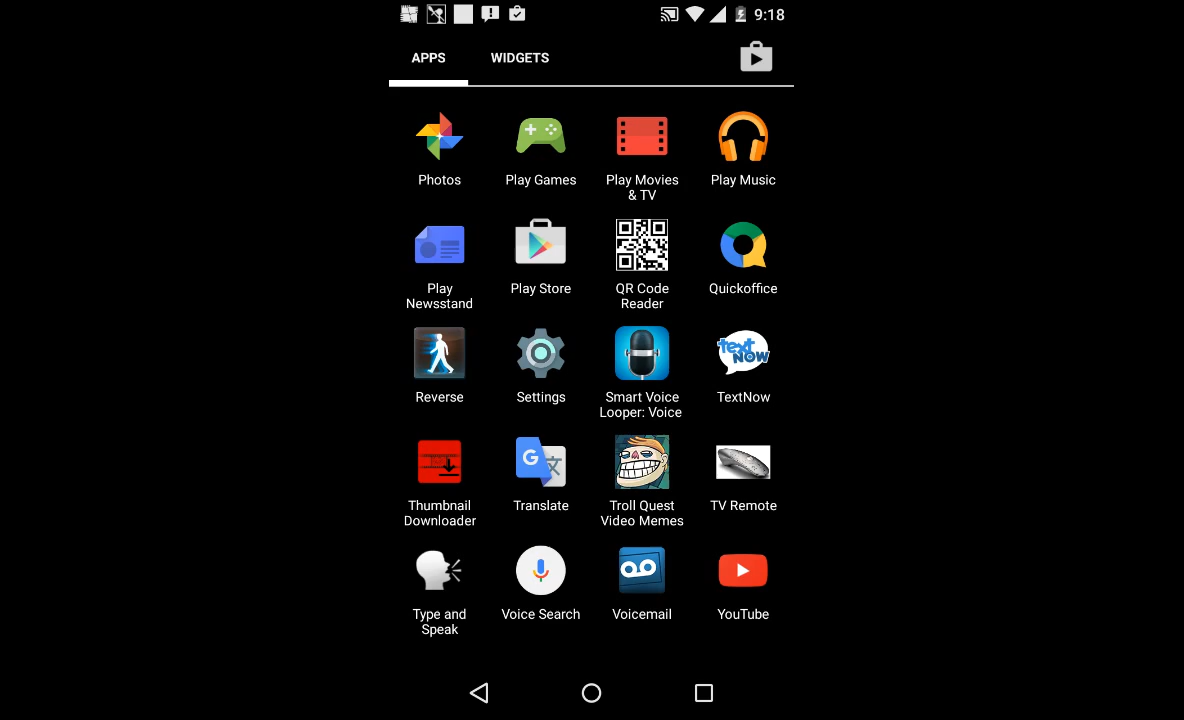 9:18
APPS WIDGETS
Photos Play Games Play Movies Play Music
& TV
Play Play Store QR Code Quickoffice
Newsstand Reader
text
NOW
Reverse Settings Smart Voice TextNow
Looper: Voice
G
Thumbnail Translate Troll Quest TV Remote
Downloader Video Memes
Type and Voice Search Voicemail YouTube
Speak